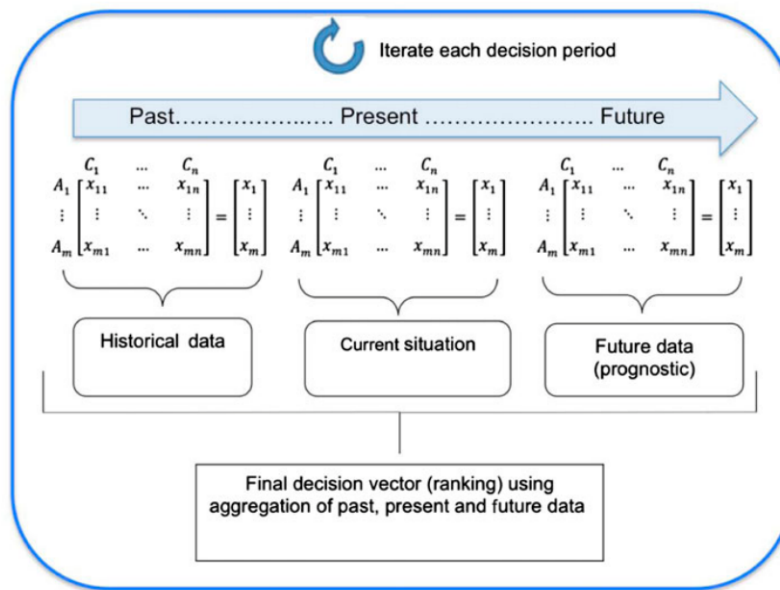 Iterate each decision period
Past.....................… Present ........................ Future
C₁ ... Cₙ C₁ ... Cₙ C₁ ... Cₙ
A₁ [x₁₁ ... x₁ₙ] [x₁] A₁ [x₁₁ ... x₁ₙ] [x₁] A₁ [x₁₁ ... x₁ₙ] [x₁]
⋮ [⋮ ⋱ ⋮] = [⋮] ⋮ [⋮ ⋱ ⋮] = [⋮] ⋮ [⋮ ⋱ ⋮] = [⋮]
Aₘ [xₘ₁ ... xₘₙ] [xₘ] Aₘ [xₘ₁ ... xₘₙ] [xₘ] Aₘ [xₘ₁ ... xₘₙ] [xₘ]
Historical data
Current situation
Future data
(prognostic)
Final decision vector (ranking) using
aggregation of past, present and future data